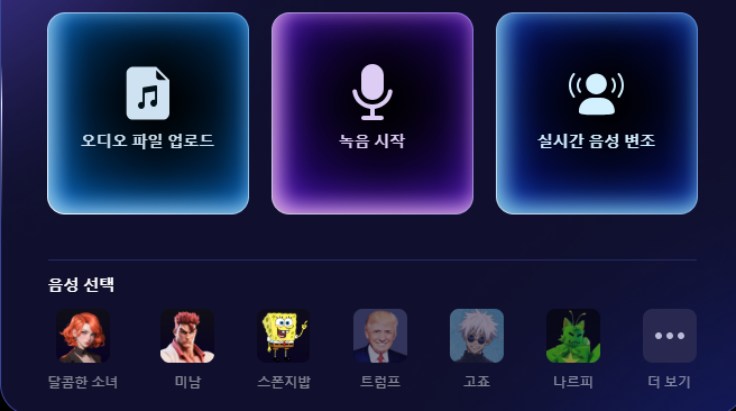 오디오 파일 업로드
녹음 시작
실시간 음성 변조
음성 선택
달콤한 소녀
미남
스폰지밥
트럼프
고죠
나르피
더 보기